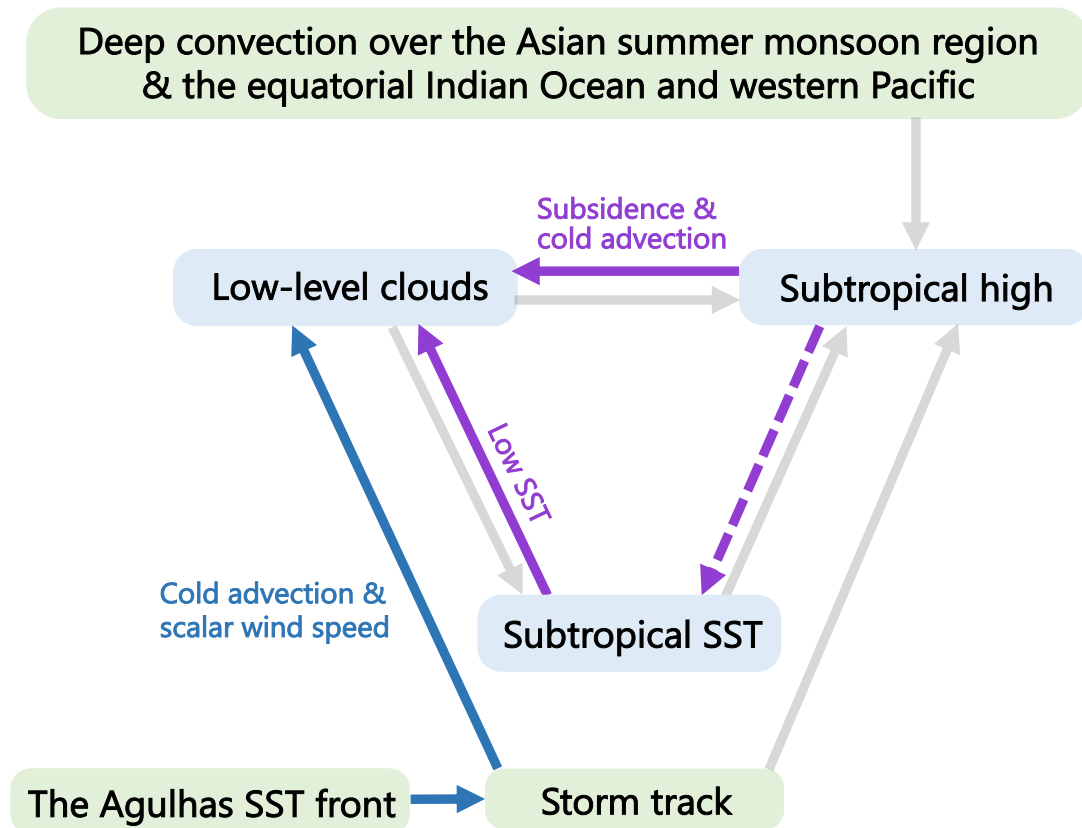 Deep convection over the Asian summer monsoon region
& the equatorial Indian Ocean and western Pacific
Subsidence &
cold advection
Low-level clouds
Subtropical high
Low SST
Cold advection &
scalar wind speed
Subtropical SST
The Agulhas SST front
Storm track